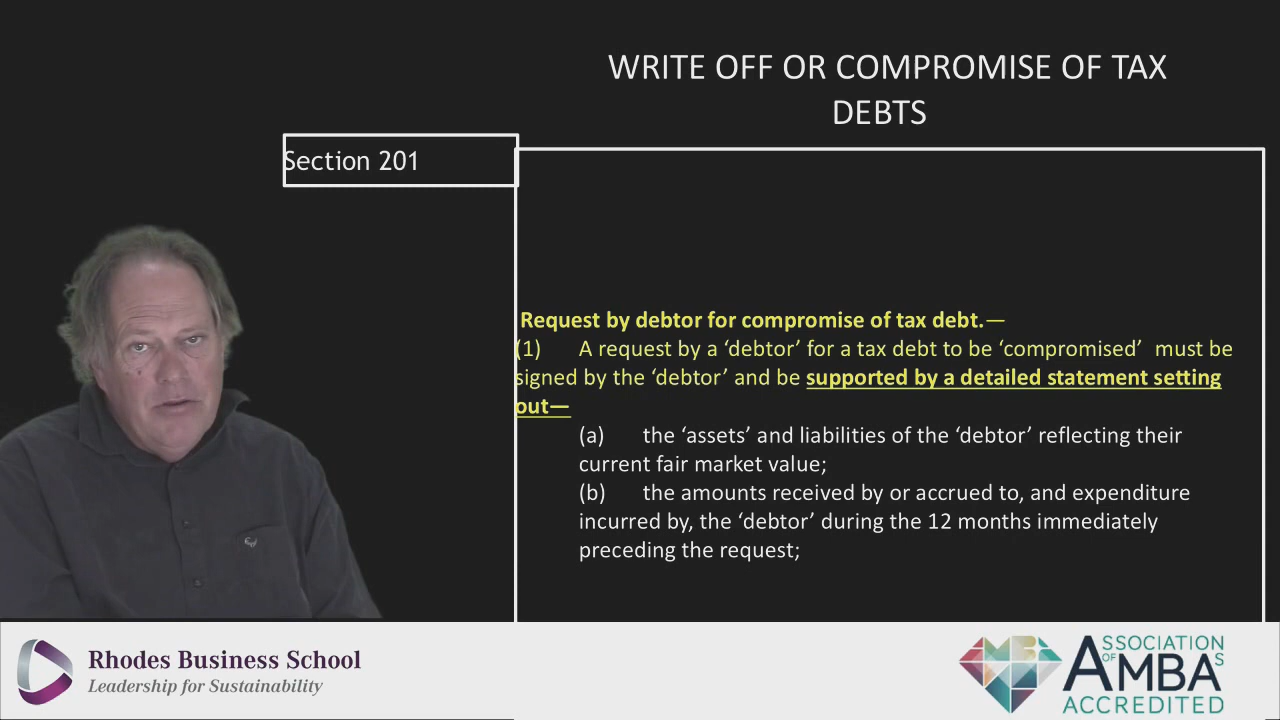 WRITE OFF OR COMPROMISE OF TAX
DEBTS
Section 201
Request by debtor for compromise of tax debt.—
(1) A request by a ‘debtor’ for a tax debt to be ‘compromised’ must be
signed by the ‘debtor’ and be supported by a detailed statement setting
out—
(a) the ‘assets’ and liabilities of the ‘debtor’ reflecting their
current fair market value;
(b) the amounts received by or accrued to, and expenditure
incurred by, the ‘debtor’ during the 12 months immediately
preceding the request;
Rhodes Business School
Leadership for Sustainability
MBA
ASSOCIATION
OF AMBAS
ACCREDITED